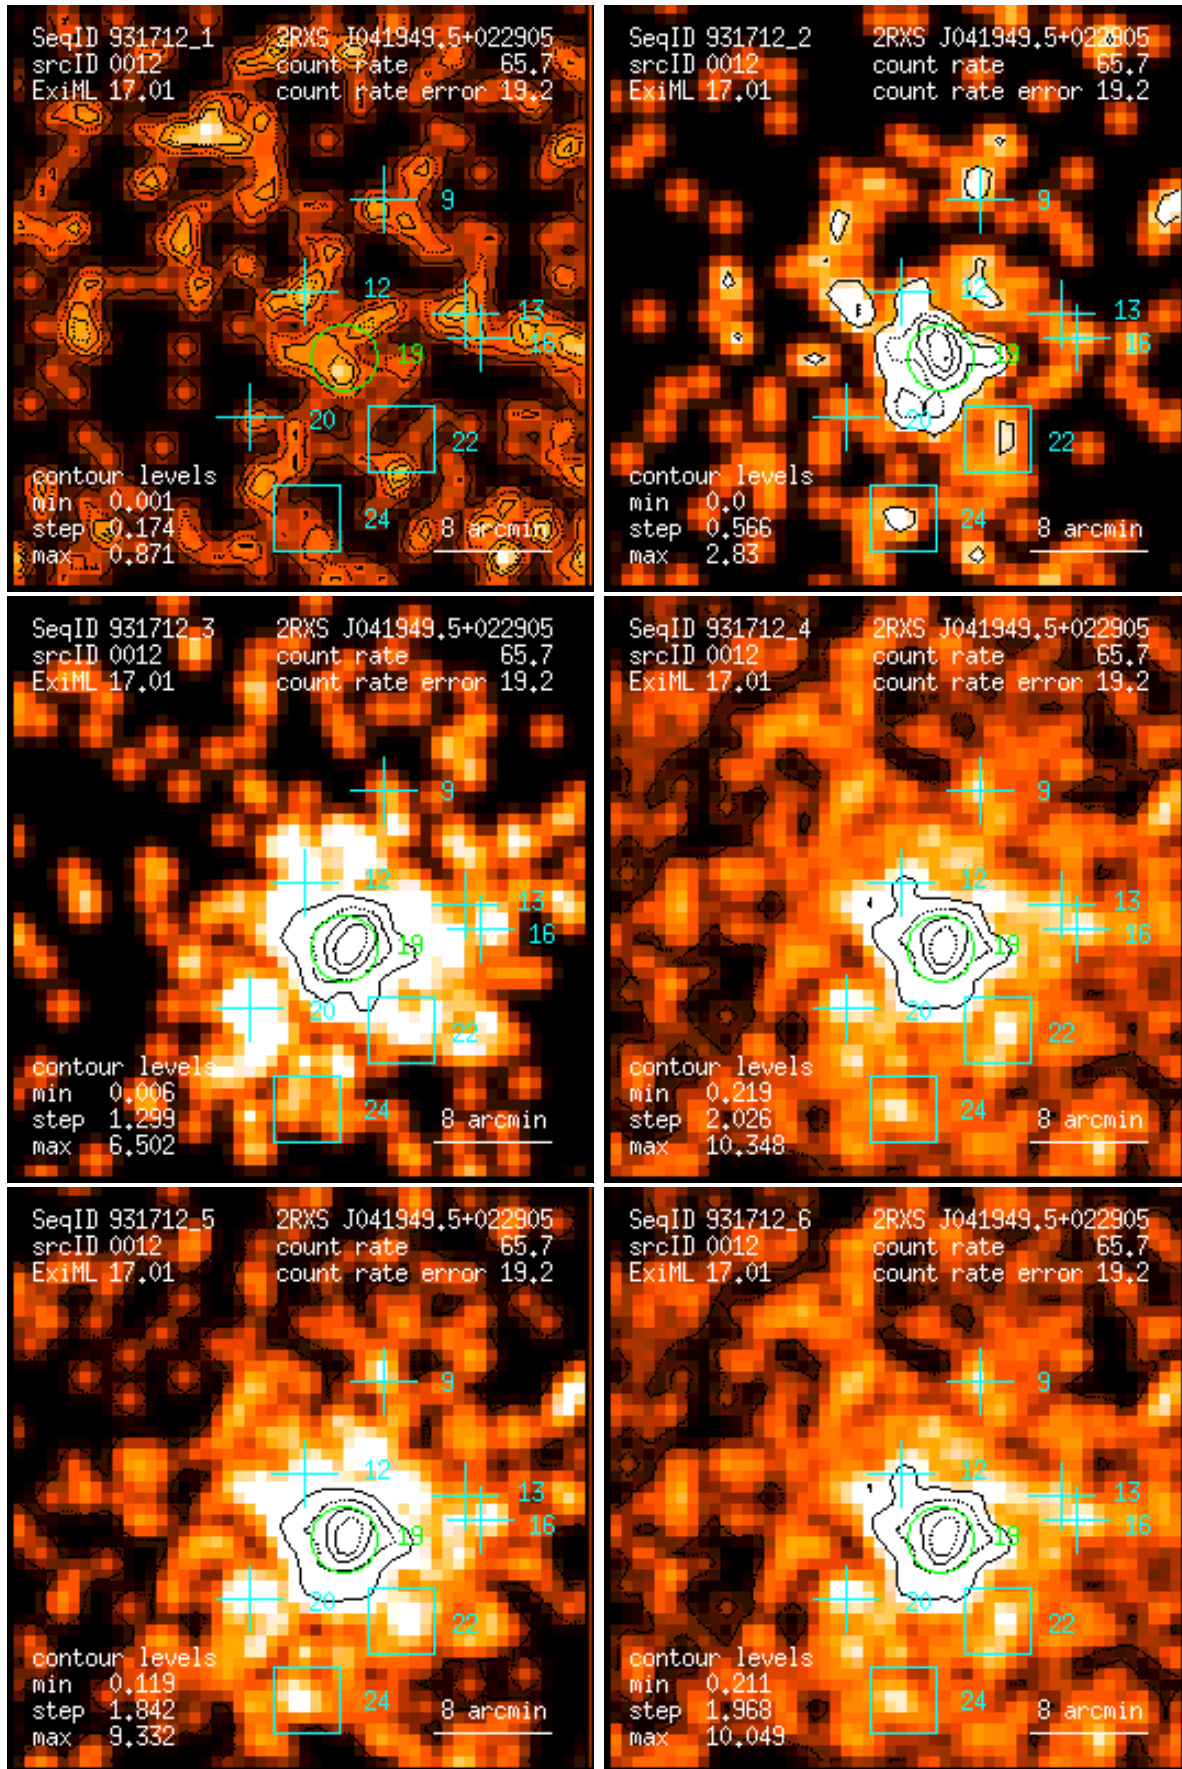 SeqID 931712_1 2RXS J041949.5+022905
srcID 0012 count rate 65.7
ExiML 17.01 count rate error 19.2
9
12
13
16
19
20
22
contour levels
min 0.001
step 0.174
max 0.871
24
8 arcmin
SeqID 931712_2 2RXS J041949.5+022905
srcID 0012 count rate 65.7
ExiML 17.01 count rate error 19.2
9
12
13
16
19
20
22
contour levels
min 0.0
step 0.566
max 2.83
24
8 arcmin
SeqID 931712_3 2RXS J041949.5+022905
srcID 0012 count rate 65.7
ExiML 17.01 count rate error 19.2
9
12
13
16
19
20
22
contour levels
min 0.006
step 1.299
max 6.502
24
8 arcmin
SeqID 931712_4 2RXS J041949.5+022905
srcID 0012 count rate 65.7
ExiML 17.01 count rate error 19.2
9
12
13
16
19
20
22
contour levels
min 0.219
step 2.026
max 10.348
24
8 arcmin
SeqID 931712_5 2RXS J041949.5+022905
srcID 0012 count rate 65.7
ExiML 17.01 count rate error 19.2
9
12
13
16
19
20
22
contour levels
min 0.119
step 1.842
max 9.332
24
8 arcmin
SeqID 931712_6 2RXS J041949.5+022905
srcID 0012 count rate 65.7
ExiML 17.01 count rate error 19.2
9
12
13
16
19
20
22
contour levels
min 0.211
step 1.968
max 10.049
24
8 arcmin